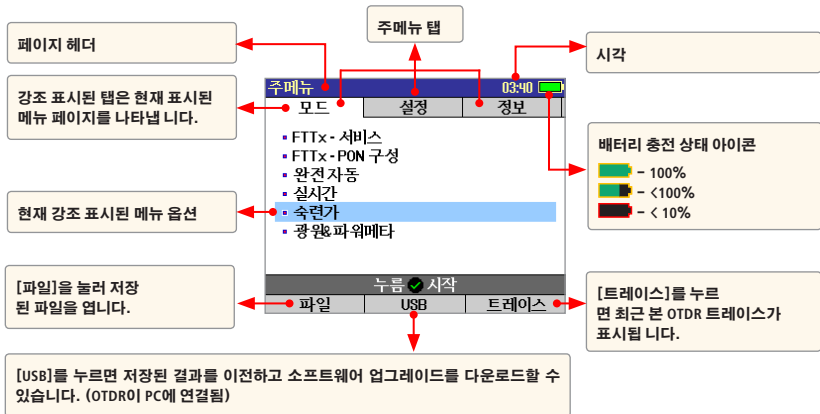 주메뉴 탭
페이지 헤더
시각
강조 표시된 탭은 현재 표시된
메뉴 페이지를 나타냅 니다.
주메뉴 03:40
모드 설정 정보
FTTx - 서비스
FTTx - PON 구성
완전자동
실시간
숙련가
광원&파워메타
배터리 충전 상태 아이콘
- 100%
- <100%
- < 10%
현재 강조 표시된 메뉴 옵션
누름 시작
파일 USB 트레이스
[파일]을 눌러 저장
된 파일을 엽니다.
[트레이스]를 누르
면 최근 본 OTDR 트레이스가
표시됩 니다.
[USB]를 누르면 저장된 결과를 이전하고 소프트웨어 업그레이드를 다운로드할 수
있습니다. (OTDR이 PC에 연결됨)